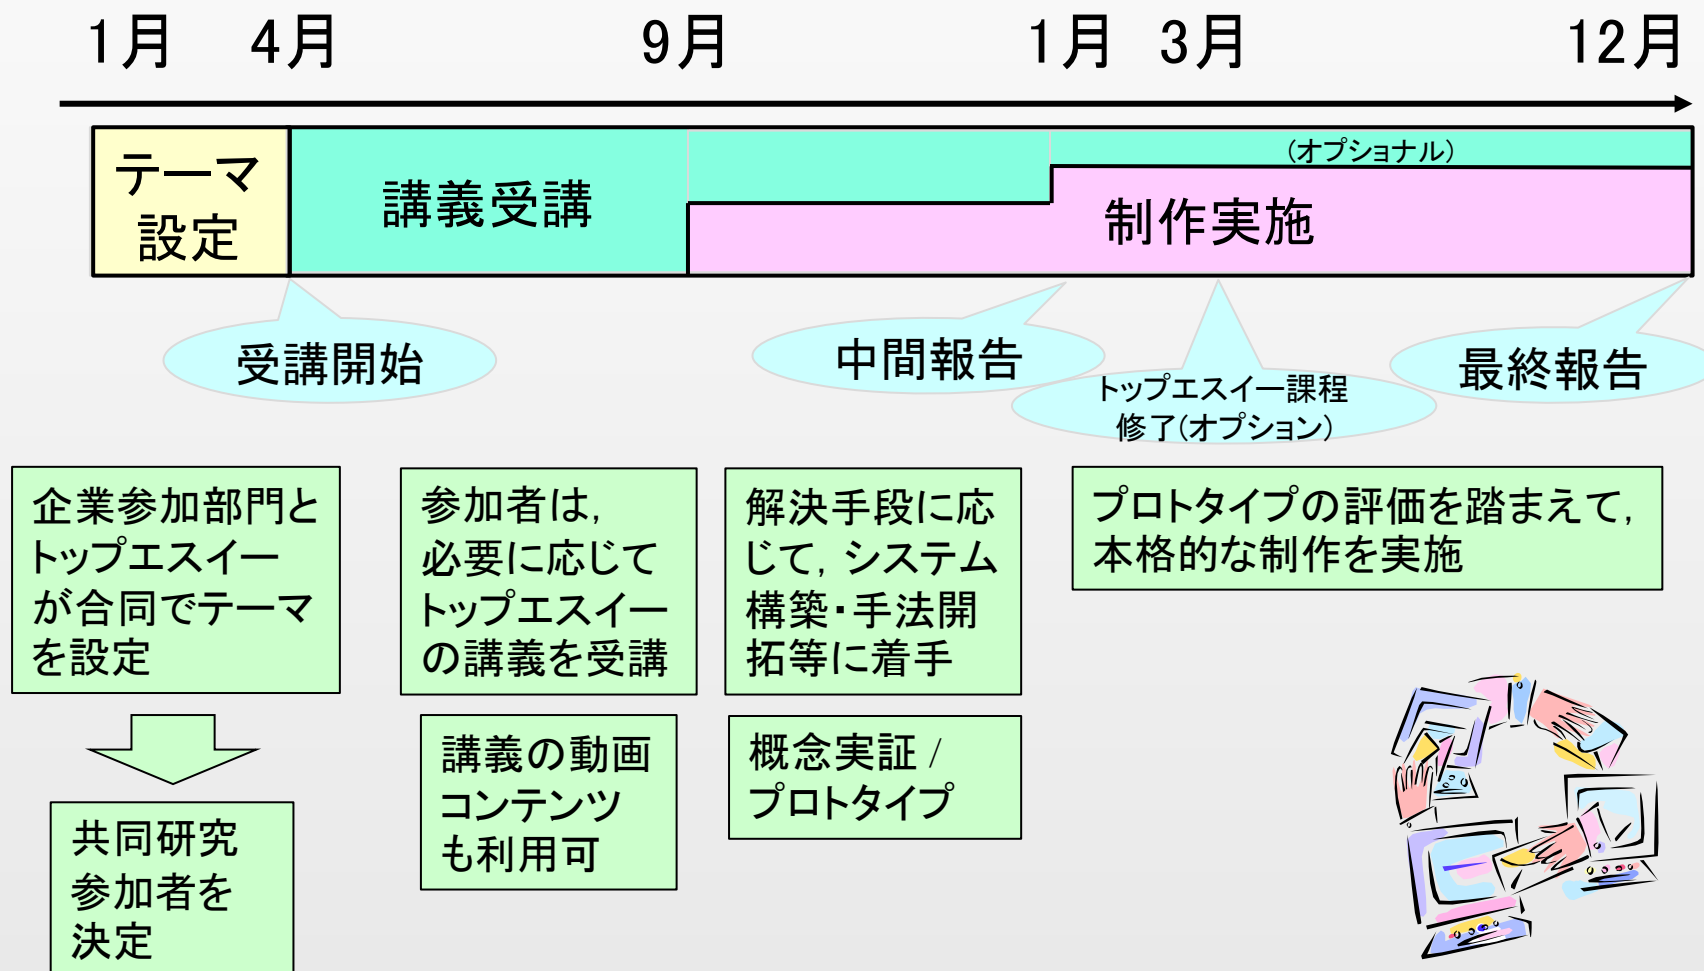 1月 4月 9月 1月 3月 12月
テーマ
設定
講義受講
(オプショナル)
制作実施
受講開始
中間報告
トップエスイー課程
修了(オプション)
最終報告
企業参加部門と
トップエスイー
が合同でテーマ
を設定
共同研究
参加者を
決定
参加者は,
必要に応じて
トップエスイー
の講義を受講
講義の動画
コンテンツ
も利用可
解決手段に応
じて, システム
構築・手法開
拓等に着手
概念実証 /
プロトタイプ
プロトタイプの評価を踏まえて,
本格的な制作を実施